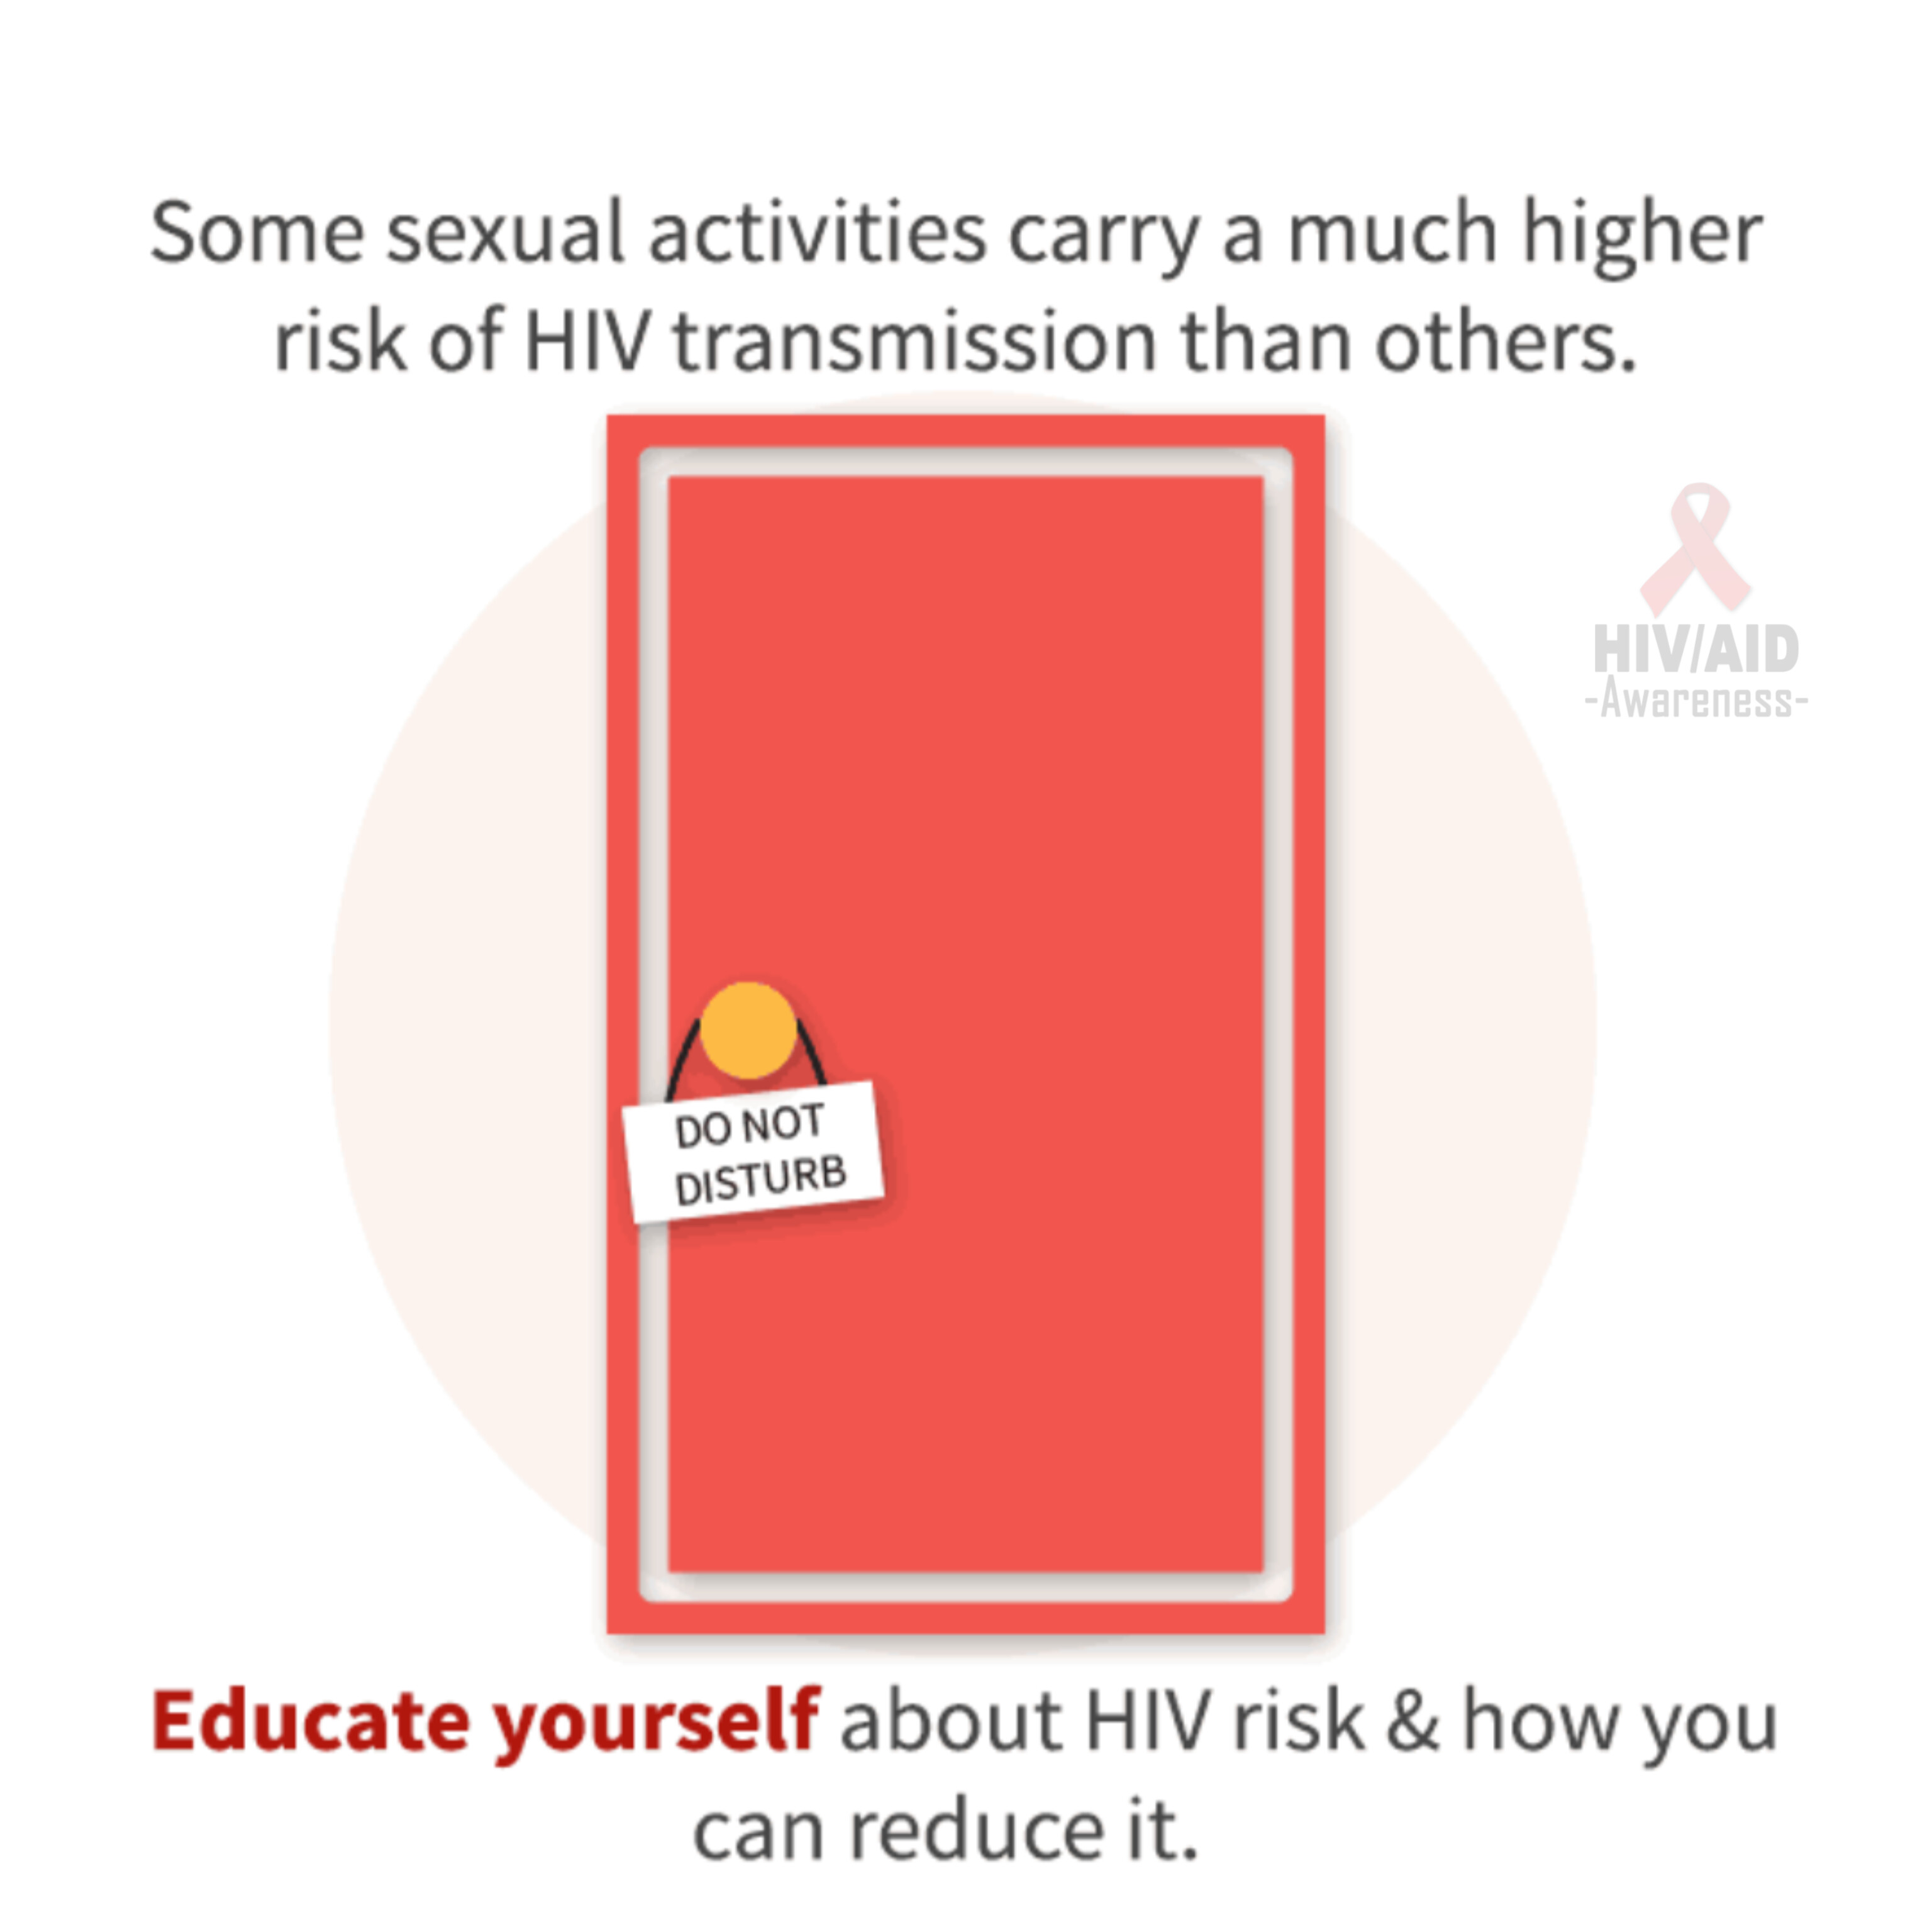 Some sexual activities carry a much higher
risk of HIV transmission than others.
HIV/AID
-Awareness-
DO NOT
DISTURB
Educate yourself about HIV risk & how you
can reduce it.